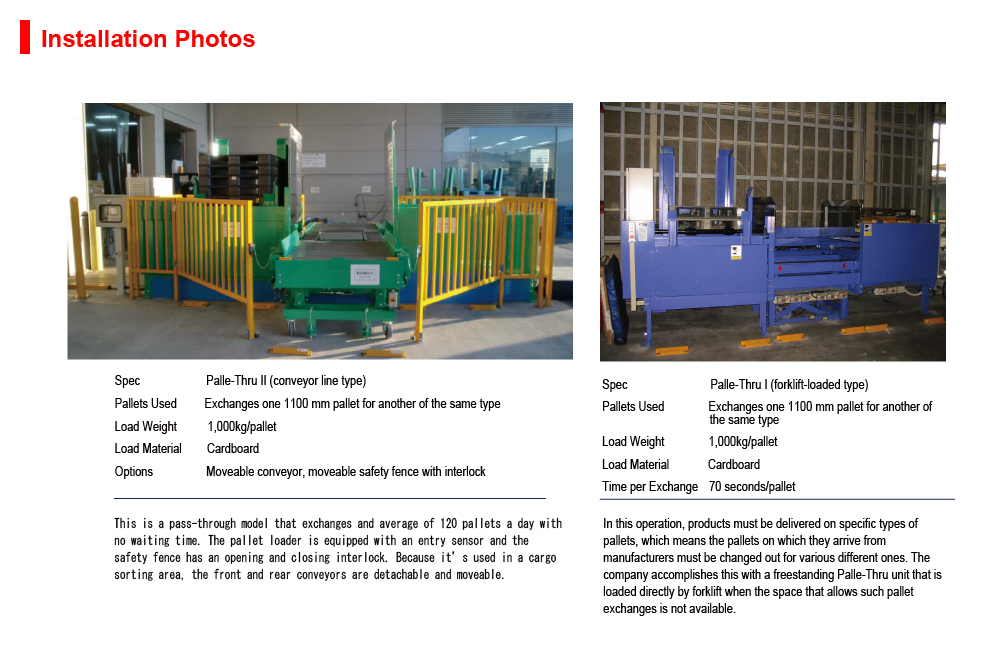 Installation Photos
Spec Palle-Thru II (conveyor line type)
Pallets Used Exchanges one 1100 mm pallet for another of the same type
Load Weight 1,000kg/pallet
Load Material Cardboard
Options Moveable conveyor, moveable safety fence with interlock
This is a pass-through model that exchanges and average of 120 pallets a day with
no waiting time. The pallet loader is equipped with an entry sensor and the
safety fence has an opening and closing interlock. Because it's used in a cargo
sorting area, the front and rear conveyors are detachable and moveable.
Spec Palle-Thru I (forklift-loaded type)
Pallets Used Exchanges one 1100 mm pallet for another of
the same type
Load Weight 1,000kg/pallet
Load Material Cardboard
Time per Exchange 70 seconds/pallet
In this operation, products must be delivered on specific types of
pallets, which means the pallets on which they arrive from
manufacturers must be changed out for various different ones. The
company accomplishes this with a freestanding Palle-Thru unit that is
loaded directly by forklift when the space that allows such pallet
exchanges is not available.